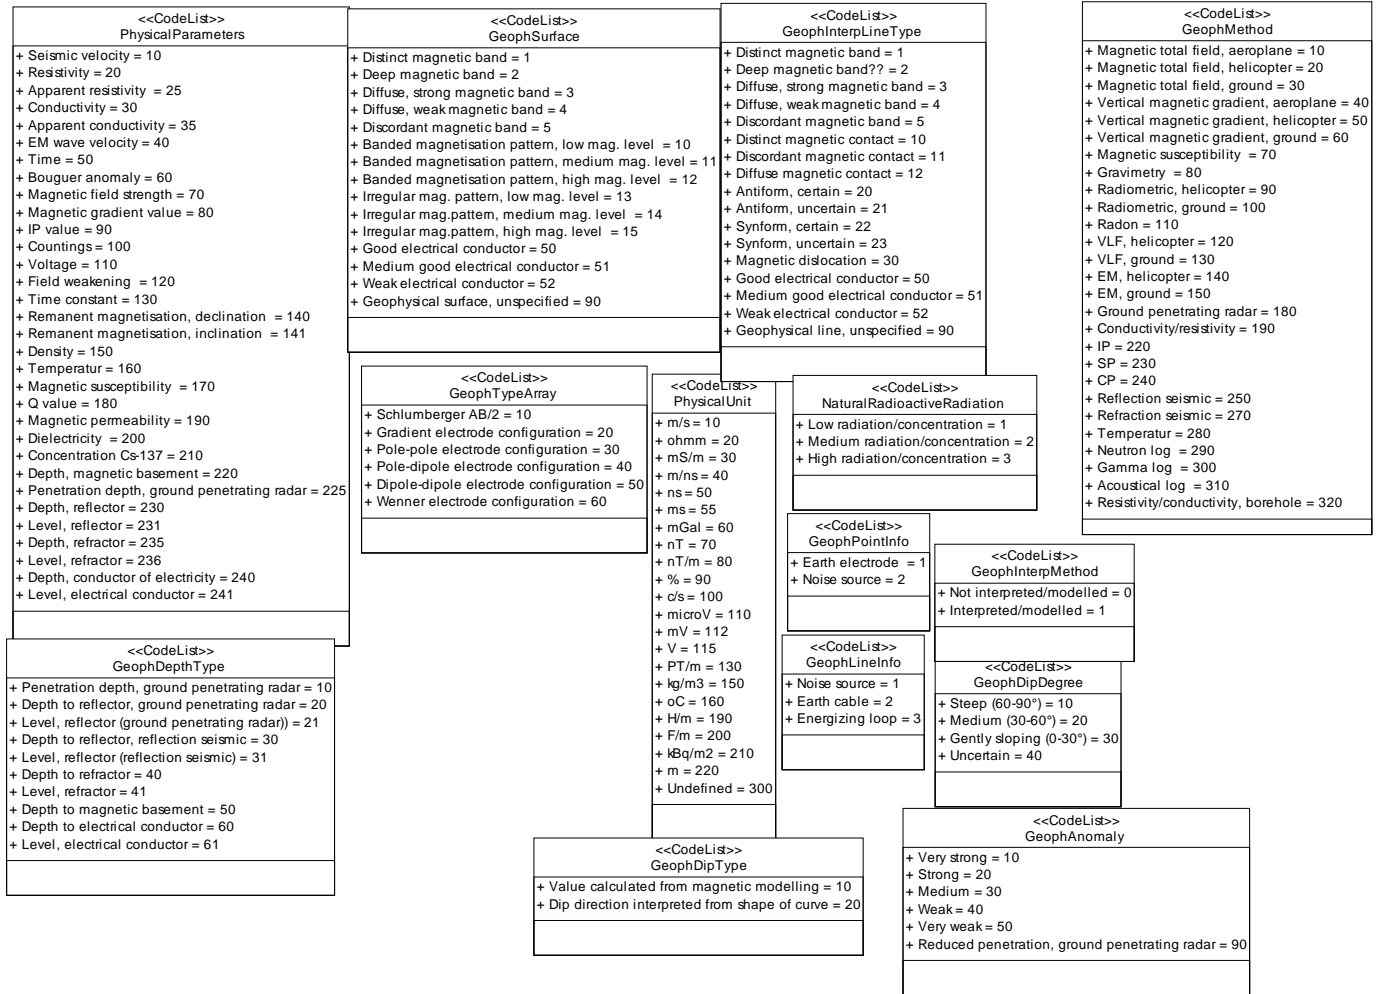 <<CodeList>>
PhysicalParameters
+ Seismic velocity = 10
+ Resistivity = 20
+ Apparent resistivity = 25
+ Conductivity = 30
+ Apparent conductivity = 35
+ EM wave velocity = 40
+ Time = 50
+ Bouguer anomaly = 60
+ Magnetic field strength = 70
+ Magnetic gradient value = 80
+ IP value = 90
+ Countings = 100
+ Voltage = 110
+ Field weakening = 120
+ Time constant = 130
+ Remanent magnetisation, declination = 140
+ Remanent magnetisation, inclination = 141
+ Density = 150
+ Temperatur = 160
+ Magnetic susceptibility = 170
+ Q value = 180
+ Magnetic permeability = 190
+ Dielectricity = 200
+ Concentration Cs-137 = 210
+ Depth, magnetic basement = 220
+ Penetration depth, ground penetrating radar = 225
+ Depth, reflector = 230
+ Level, reflector = 231
+ Depth, refractor = 235
+ Level, refractor = 236
+ Depth, conductor of electricity = 240
+ Level, electrical conductor = 241
<<CodeList>>
GeophSurface
+ Distinct magnetic band = 1
+ Deep magnetic band = 2
+ Diffuse, strong magnetic band = 3
+ Diffuse, weak magnetic band = 4
+ Discordant magnetic band = 5
+ Banded magnetisation pattern, low mag. level = 10
+ Banded magnetisation pattern, medium mag. level = 11
+ Banded magnetisation pattern, high mag. level = 12
+ Irregular mag. pattern, low mag. level = 13
+ Irregular mag.pattern, medium mag. level = 14
+ Irregular mag.pattern, high mag. level = 15
+ Good electrical conductor = 50
+ Medium good electrical conductor = 51
+ Weak electrical conductor = 52
+ Geophysical surface, unspecified = 90
<<CodeList>>
GeophInterpLineType
+ Distinct magnetic band = 1
+ Deep magnetic band?? = 2
+ Diffuse, strong magnetic band = 3
+ Diffuse, weak magnetic band = 4
+ Discordant magnetic band = 5
+ Distinct magnetic contact = 10
+ Discordant magnetic contact = 11
+ Diffuse magnetic contact = 12
+ Antiform, certain = 20
+ Antiform, uncertain = 21
+ Synform, certain = 22
+ Synform, uncertain = 23
+ Magnetic dislocation = 30
+ Good electrical conductor = 50
+ Medium good electrical conductor = 51
+ Weak electrical conductor = 52
+ Geophysical line, unspecified = 90
<<CodeList>>
GeophMethod
+ Magnetic total field, aeroplane = 10
+ Magnetic total field, helicopter = 20
+ Magnetic total field, ground = 30
+ Vertical magnetic gradient, aeroplane = 40
+ Vertical magnetic gradient, helicopter = 50
+ Vertical magnetic gradient, ground = 60
+ Magnetic susceptibility = 70
+ Gravimetry = 80
+ Radiometric, helicopter = 90
+ Radiometric, ground = 100
+ Radon = 110
+ VLF, helicopter = 120
+ VLF, ground = 130
+ EM, helicopter = 140
+ EM, ground = 150
+ Ground penetrating radar = 180
+ Conductivity/resistivity = 190
+ IP = 220
+ SP = 230
+ CP = 240
+ Reflection seismic = 250
+ Refraction seismic = 270
+ Temperatur = 280
+ Neutron log = 290
+ Gamma log = 300
+ Acoustical log = 310
+ Resistivity/conductivity, borehole = 320
<<CodeList>>
GeophTypeArray
+ Schlumberger AB/2 = 10
+ Gradient electrode configuration = 20
+ Pole-pole electrode configuration = 30
+ Pole-dipole electrode configuration = 40
+ Dipole-dipole electrode configuration = 50
+ Wenner electrode configuration = 60
<<CodeList>>
PhysicalUnit
+ m/s = 10
+ ohmm = 20
+ mS/m = 30
+ m/ns = 40
+ ns = 50
+ ms = 55
+ mGal = 60
+ nT = 70
+ nT/m = 80
+ % = 90
+ c/s = 100
+ microV = 110
+ mV = 112
+ V = 115
+ PT/m = 130
+ kg/m3 = 150
+ oC = 160
+ H/m = 190
+ F/m = 200
+ kBq/m2 = 210
+ m = 220
+ Undefined = 300
<<CodeList>>
NaturalRadioactiveRadiation
+ Low radiation/concentration = 1
+ Medium radiation/concentration = 2
+ High radiation/concentration = 3
<<CodeList>>
GeophPointInfo
+ Earth electrode = 1
+ Noise source = 2
<<CodeList>>
GeophInterpMethod
+ Not interpreted/modelled = 0
+ Interpreted/modelled = 1
<<CodeList>>
GeophLineInfo
+ Noise source = 1
+ Earth cable = 2
+ Energizing loop = 3
<<CodeList>>
GeophDipDegree
+ Steep (60-90°) = 10
+ Medium (30-60°) = 20
+ Gently sloping (0-30°) = 30
+ Uncertain = 40
<<CodeList>>
GeophDepthType
+ Penetration depth, ground penetrating radar = 10
+ Depth to reflector, ground penetrating radar = 20
+ Level, reflector (ground penetrating radar)) = 21
+ Depth to reflector, reflection seismic = 30
+ Level, reflector (reflection seismic) = 31
+ Depth to refractor = 40
+ Level, refractor = 41
+ Depth to magnetic basement = 50
+ Depth to electrical conductor = 60
+ Level, electrical conductor = 61
<<CodeList>>
GeophDipType
+ Value calculated from magnetic modelling = 10
+ Dip direction interpreted from shape of curve = 20
<<CodeList>>
GeophAnomaly
+ Very strong = 10
+ Strong = 20
+ Medium = 30
+ Weak = 40
+ Very weak = 50
+ Reduced penetration, ground penetrating radar = 90